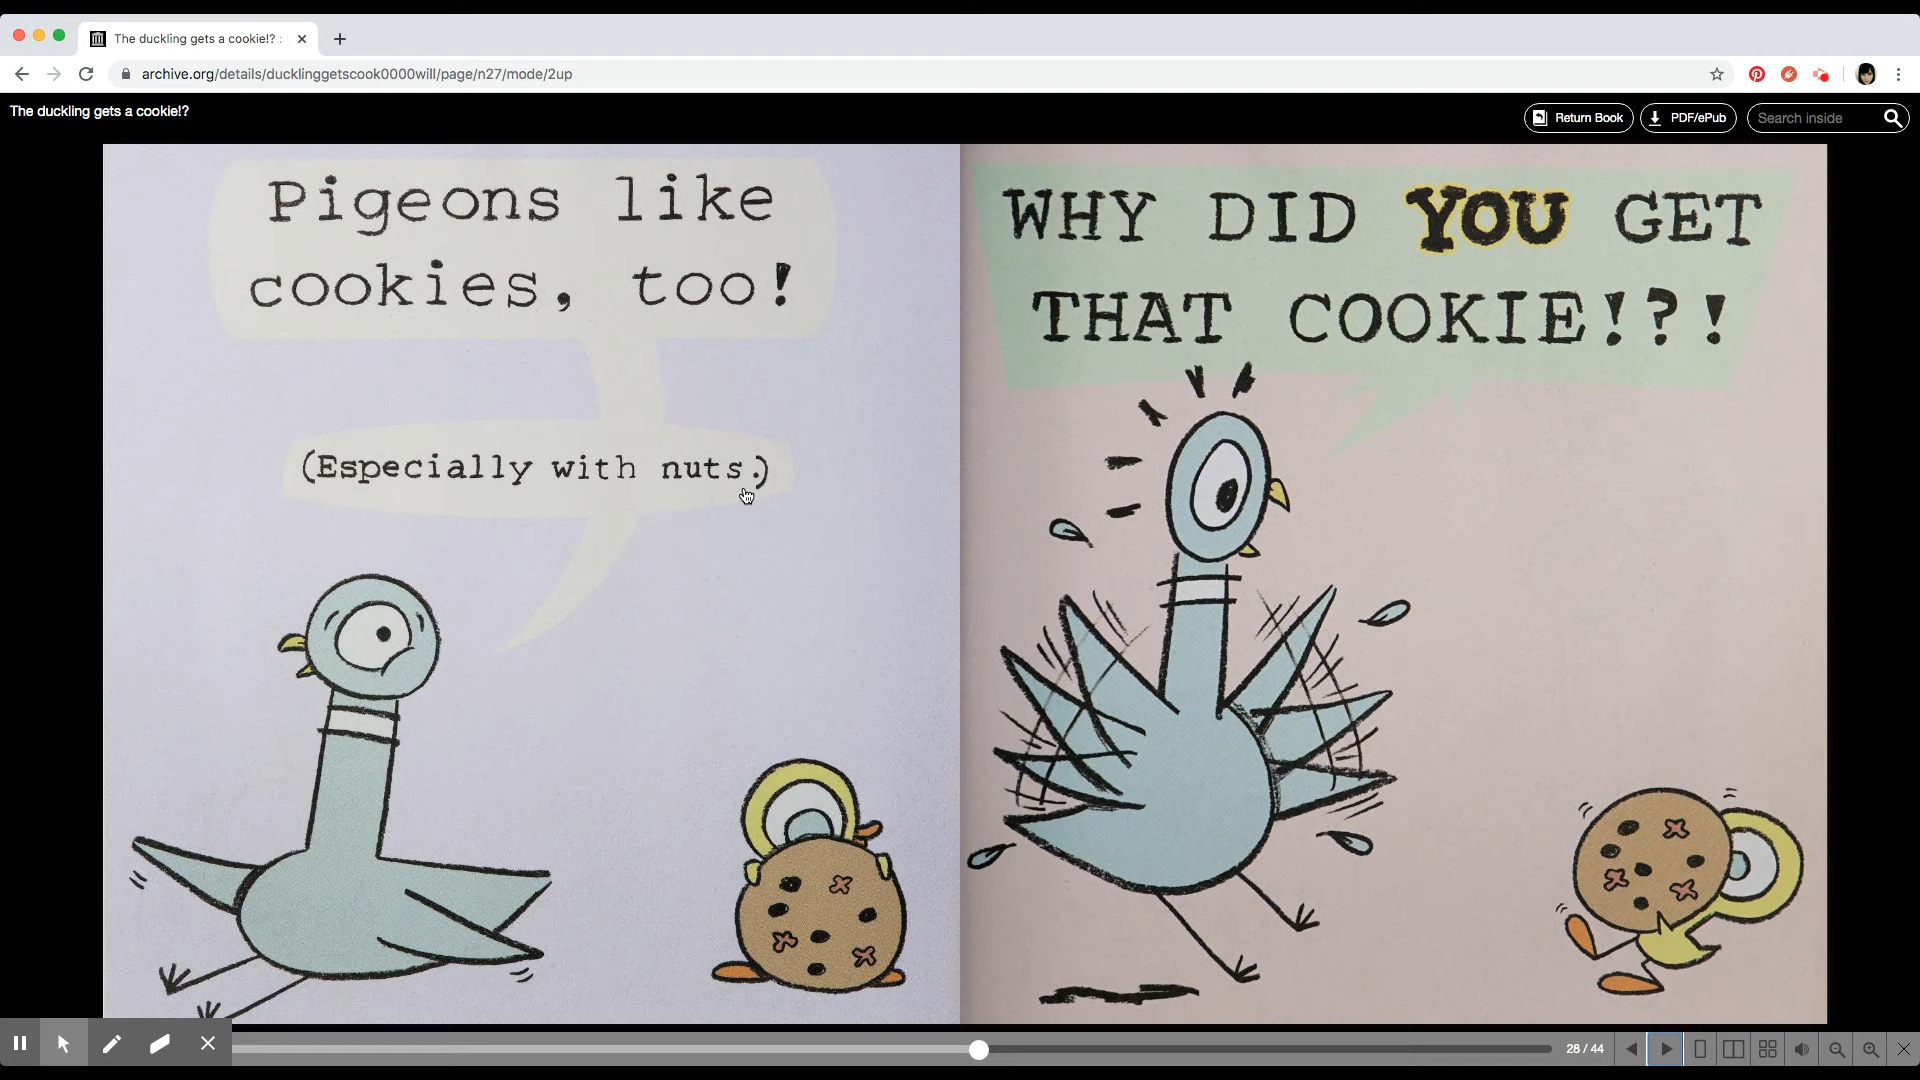 The duckling gets a cookie!? :
archive.org/details/ducklinggetscook0000will/page/n27/mode/2up
The duckling gets a cookie!?
Return Book
PDF/ePub
Search inside
Pigeons like
cookies, too!
(Especially with nuts.)
WHY DID YOU GET
THAT COOKIE!?!
28 / 44